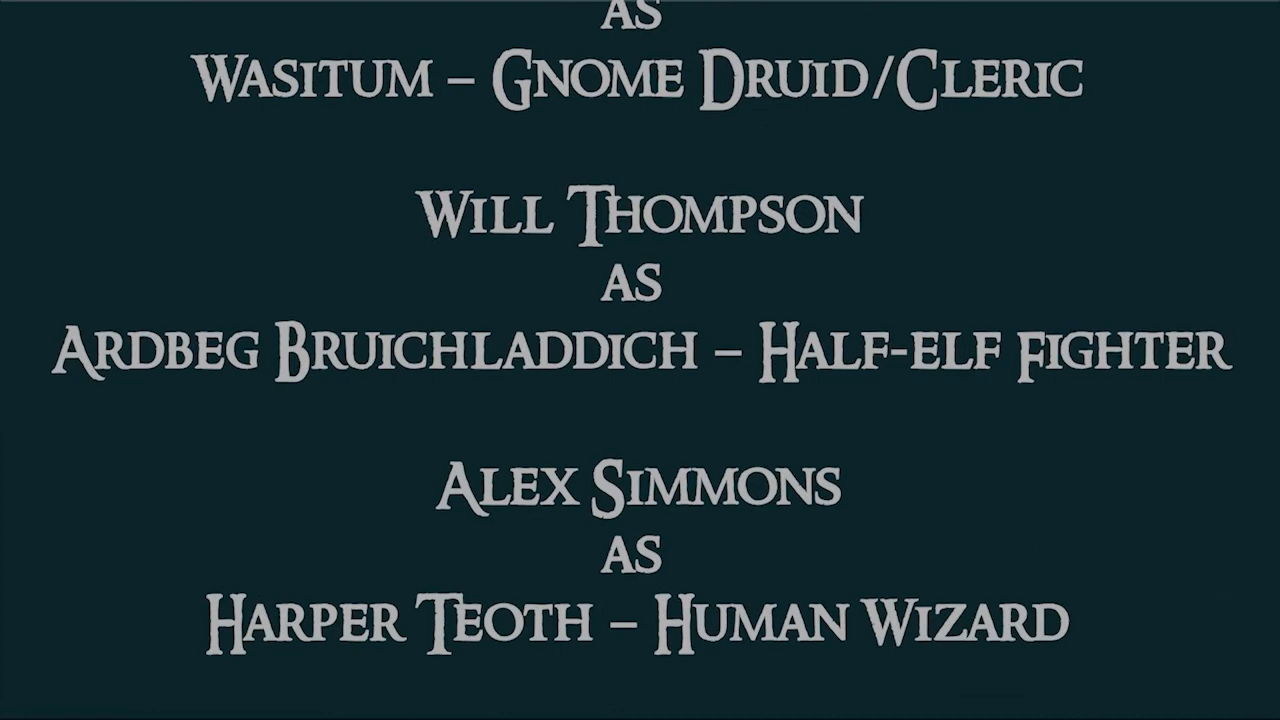 as
Wasitum – Gnome Druid/Cleric
Will Thompson
as
Ardbeg Bruichladdich – Half-elf Fighter
Alex Simmons
as
Harper Teoth – Human Wizard